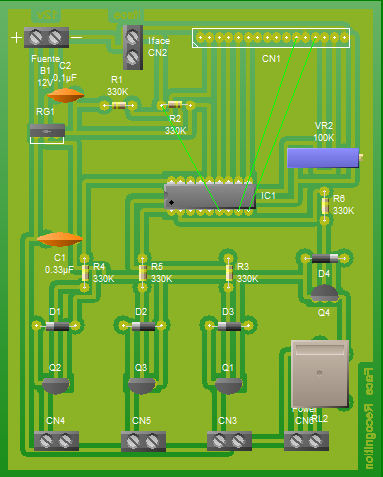 +
-
Fuente
B1
12V
Iface
CN2
CN1
C2
0.1µF
R1
330K
R2
330K
RG1
VR2
100K
IC1
R6
330K
C1
0.33µF
R4
330K
R5
330K
R3
330K
D4
Q4
D1
D2
D3
Q2
Q3
Q1
CN4
CN5
CN3
Power
CN6
RL2
Face Recognition